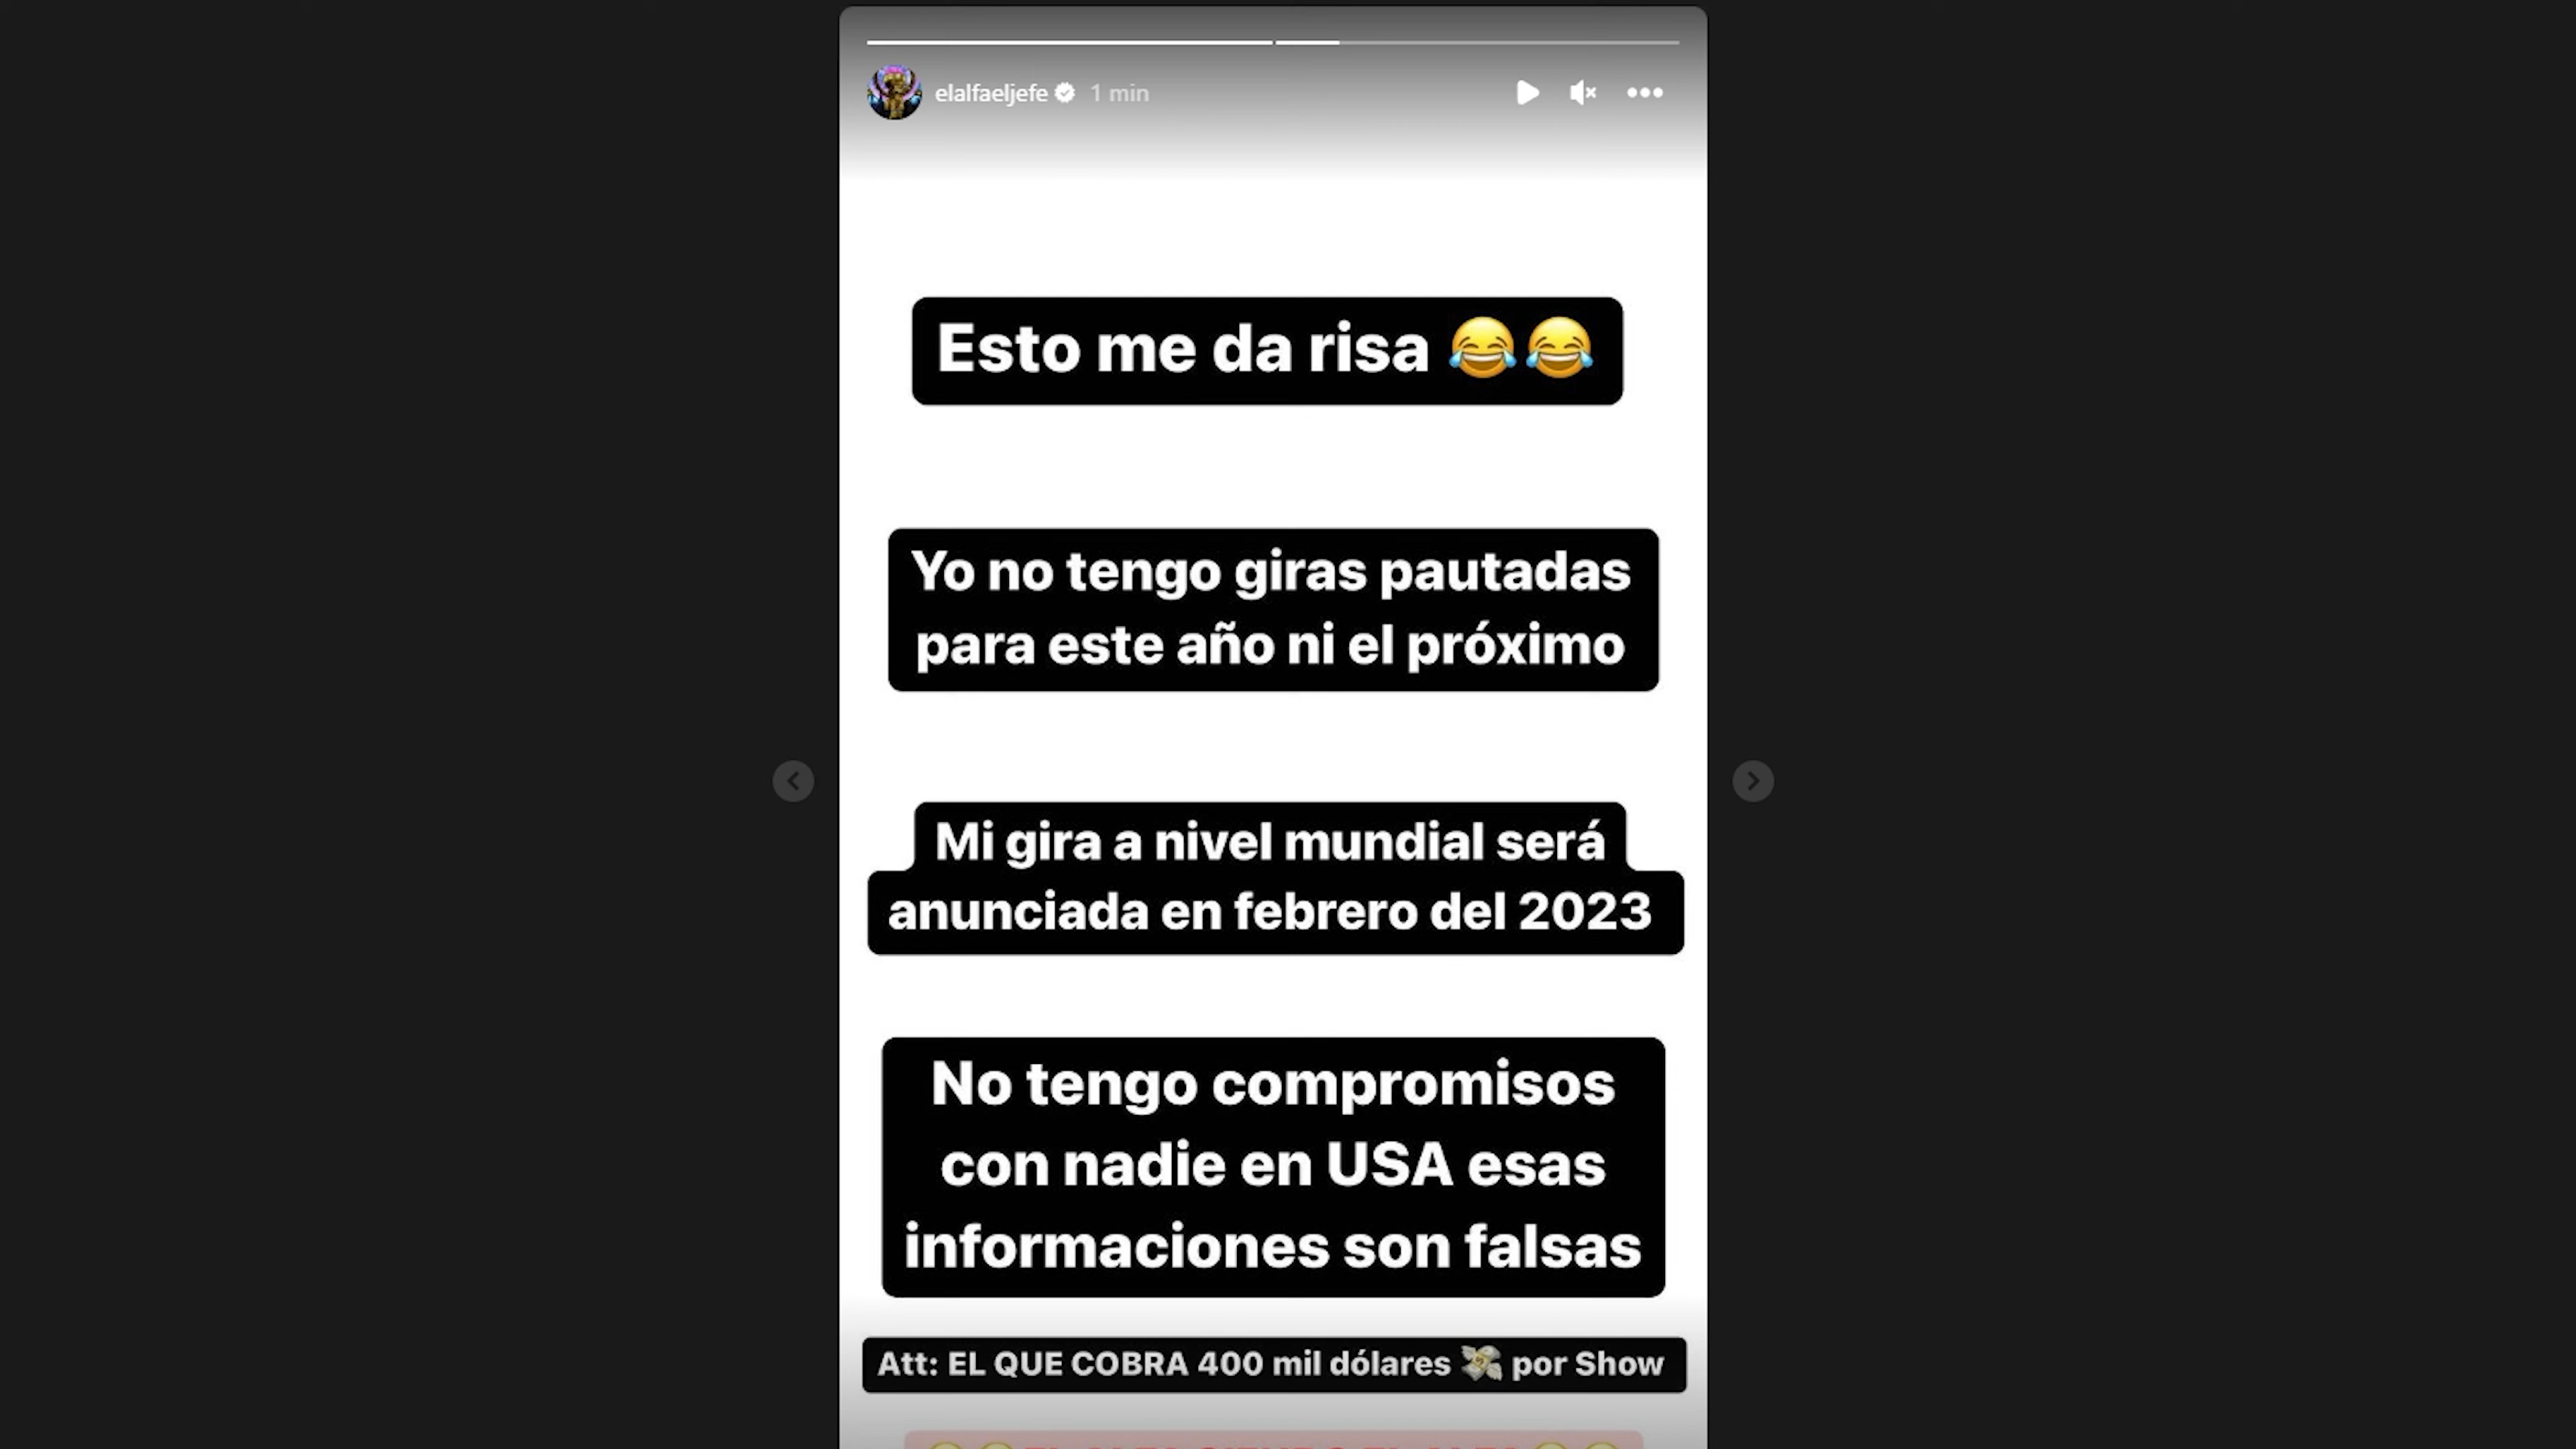 elalfaeljefe 1 min
Esto me da risa 😂😂
Yo no tengo giras pautadas
para este año ni el próximo
Mi gira a nivel mundial será
anunciada en febrero del 2023
No tengo compromisos
con nadie en USA esas
informaciones son falsas
Att: EL QUE COBRA 400 mil dólares 💸 por Show